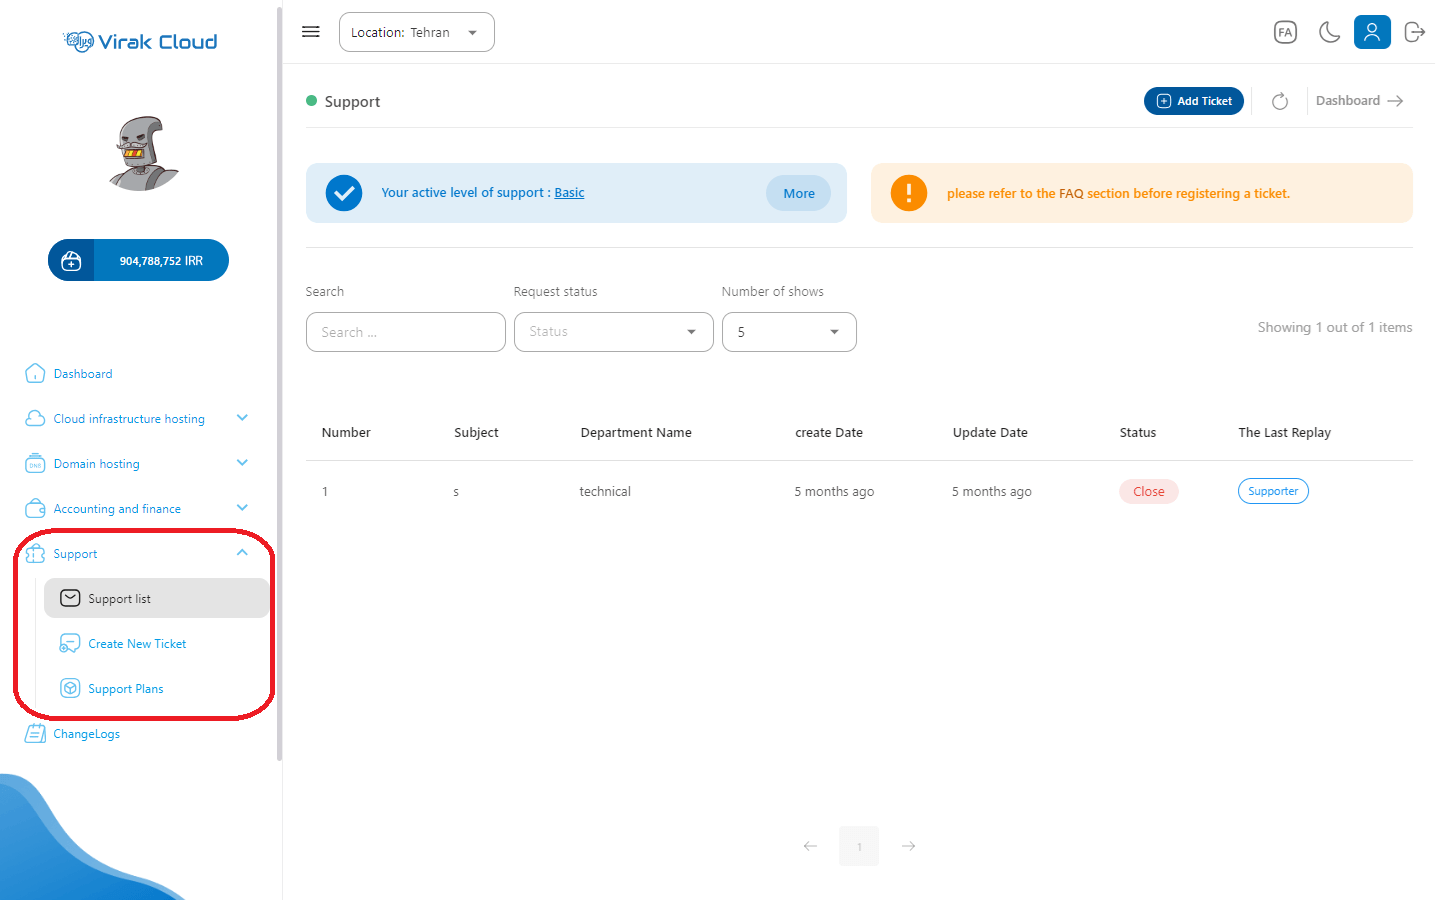 Virak Cloud
904,788,752 IRR
Dashboard
Cloud infrastructure hosting
DNS
Domain hosting
Accounting and finance
Support
Support list
Create New Ticket
Support Plans
ChangeLogs
Location: Tehran
FA
Support
Add Ticket
Dashboard
Your active level of support : Basic
More
please refer to the FAQ section before registering a ticket.
Search
Request status
Number of shows
Search ...
Status
5
Showing 1 out of 1 items
Number Subject Department Name create Date Update Date Status The Last Replay
1 s technical 5 months ago 5 months ago Close Supporter
1